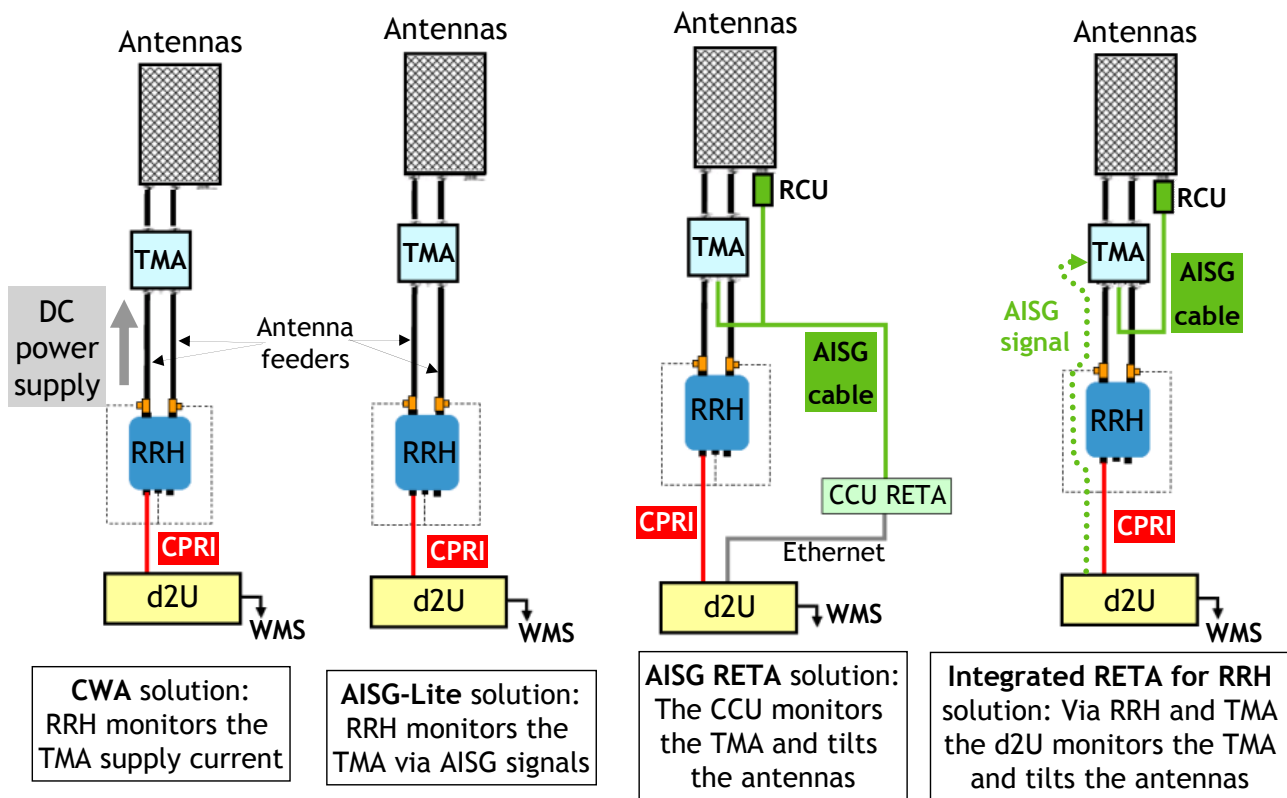 Antennas
Antennas
Antennas
Antennas
RCU
RCU
TMA
TMA
TMA
TMA
AISG
cable
AISG
signal
DC
power
supply
Antenna
feeders
AISG
cable
RRH
RRH
RRH
RRH
CCU RETA
CPRI
CPRI
CPRI
CPRI
Ethernet
d2U
d2U
d2U
d2U
WMS
WMS
WMS
WMS
CWA solution:
RRH monitors the
TMA supply current
AISG-Lite solution:
RRH monitors the
TMA via AISG signals
AISG RETA solution:
The CCU monitors
the TMA and tilts
the antennas
Integrated RETA for RRH
solution: Via RRH and TMA
the d2U monitors the TMA
and tilts the antennas